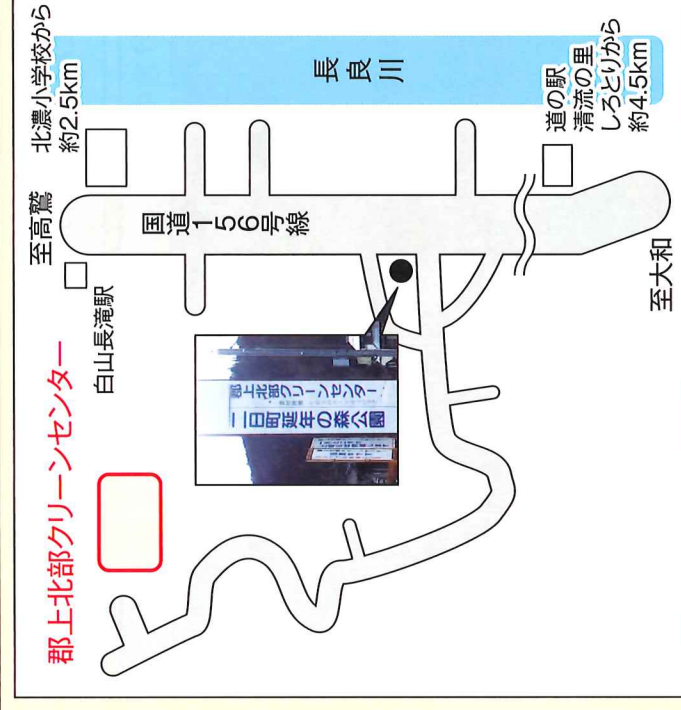 郡上北部クリーンセンター
至高鷲
北濃小学校から
約2.5km
白山長滝駅
国道156号線
長良川
郡上北部クリーンセンター
二日町延年の森公園
道の駅
清流の里
しろとりから
約4.5km
至大和